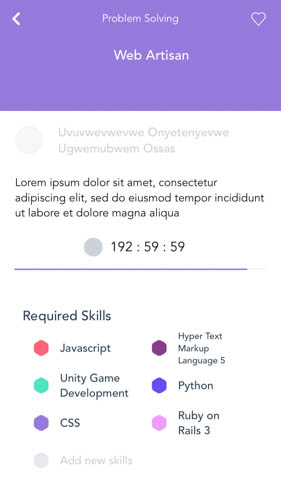 Problem Solving
Web Artisan
Uvuvwevwevwe Onyetenyevwe
Ugwemubwem Ossas
Lorem ipsum dolor sit amet, consectetur
adipiscing elit, sed do eiusmod tempor incididunt
ut labore et dolore magna aliqua
192 : 59 : 59
Required Skills
Javascript
Hyper Text
Markup
Language 5
Unity Game
Development
Python
CSS
Ruby on
Rails 3
Add new skills